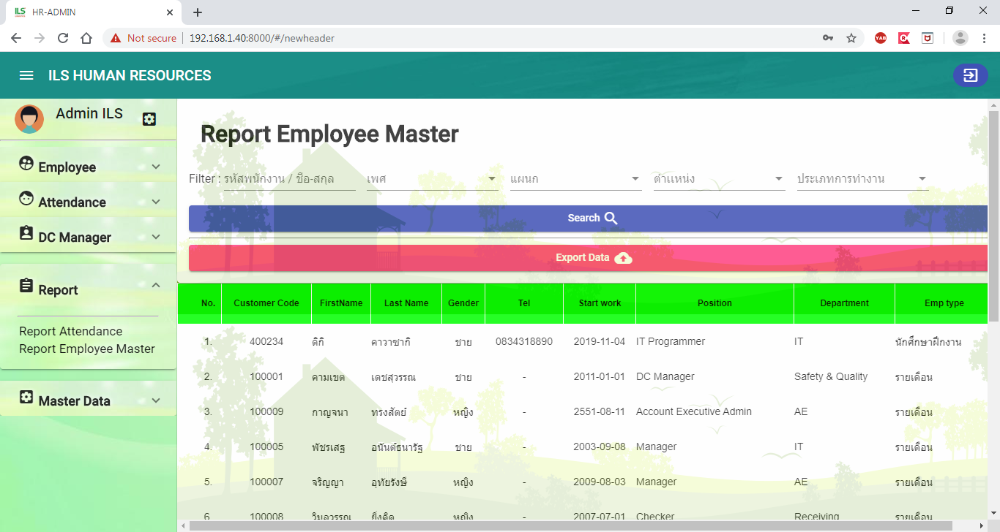 ILS HR-ADMIN
Not secure 192.168.1.40:8000/#/newheader YAB
ILS HUMAN RESOURCES
Admin ILS
Employee
Attendance
DC Manager
Report
Report Attendance
Report Employee Master
Master Data
Report Employee Master
Filter : รหัสพนักงาน / ชื่อ-สกุล เพศ แผนก ตำแหน่ง ประเภทการทำงาน
Search
Export Data
No. Customer Code FirstName Last Name Gender Tel Start work Position Department Emp type
1. 400234 ดิกิ คาวาซากิ ชาย 0834318890 2019-11-04 IT Programmer IT นักศึกษาฝึกงาน
2. 100001 คามเขต เดชสุวรรณ ชาย - 2011-01-01 DC Manager Safety & Quality รายเดือน
3. 100009 กาญจนา ทรงสัตย์ หญิง - 2551-08-11 Account Executive Admin AE รายเดือน
4. 100005 พัชรเสฐ อนันต์ธนารัฐ ชาย - 2003-09-08 Manager IT รายเดือน
5. 100007 จริญญา อุทัยรังษี หญิง - 2009-08-03 Manager AE รายเดือน
6. 100008 วิมลวรรณ ยิ่งคิด หญิง - 2007-07-01 Checker Receiving รายเดือน